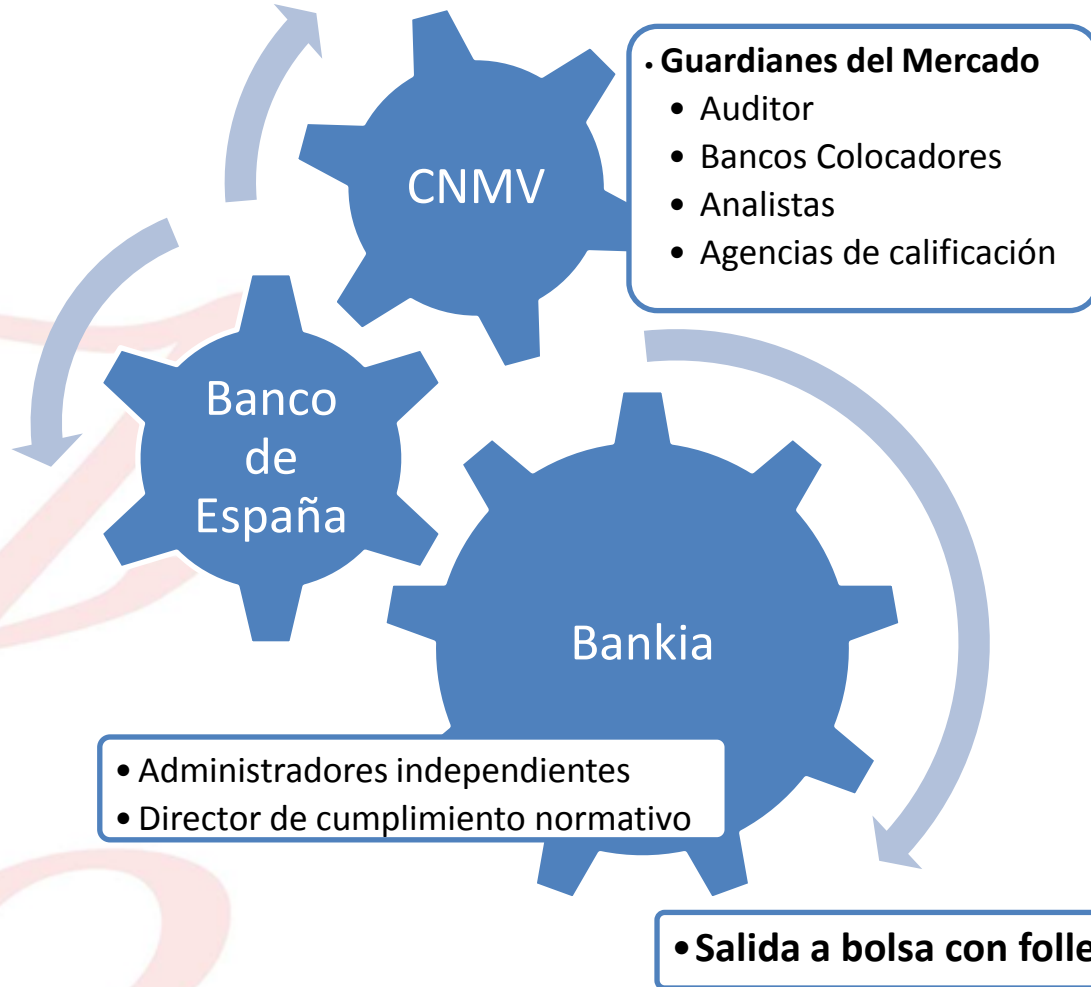 • Guardianes del Mercado
• Auditor
• Bancos Colocadores
• Analistas
• Agencias de calificación
CNMV
Banco
de
España
Bankia
• Administradores independientes
• Director de cumplimiento normativo
• Salida a bolsa con